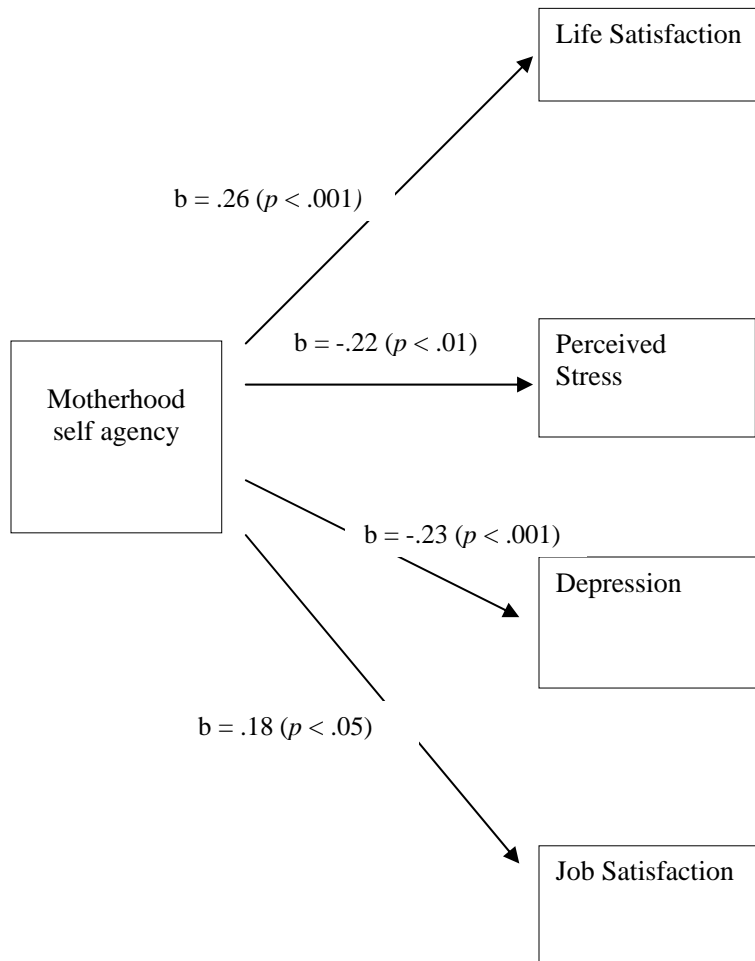 Life Satisfaction
b = .26 (p < .001)
b = -.22 (p < .01)
Perceived
Stress
Motherhood
self agency
b = -.23 (p < .001)
Depression
b = .18 (p < .05)
Job Satisfaction